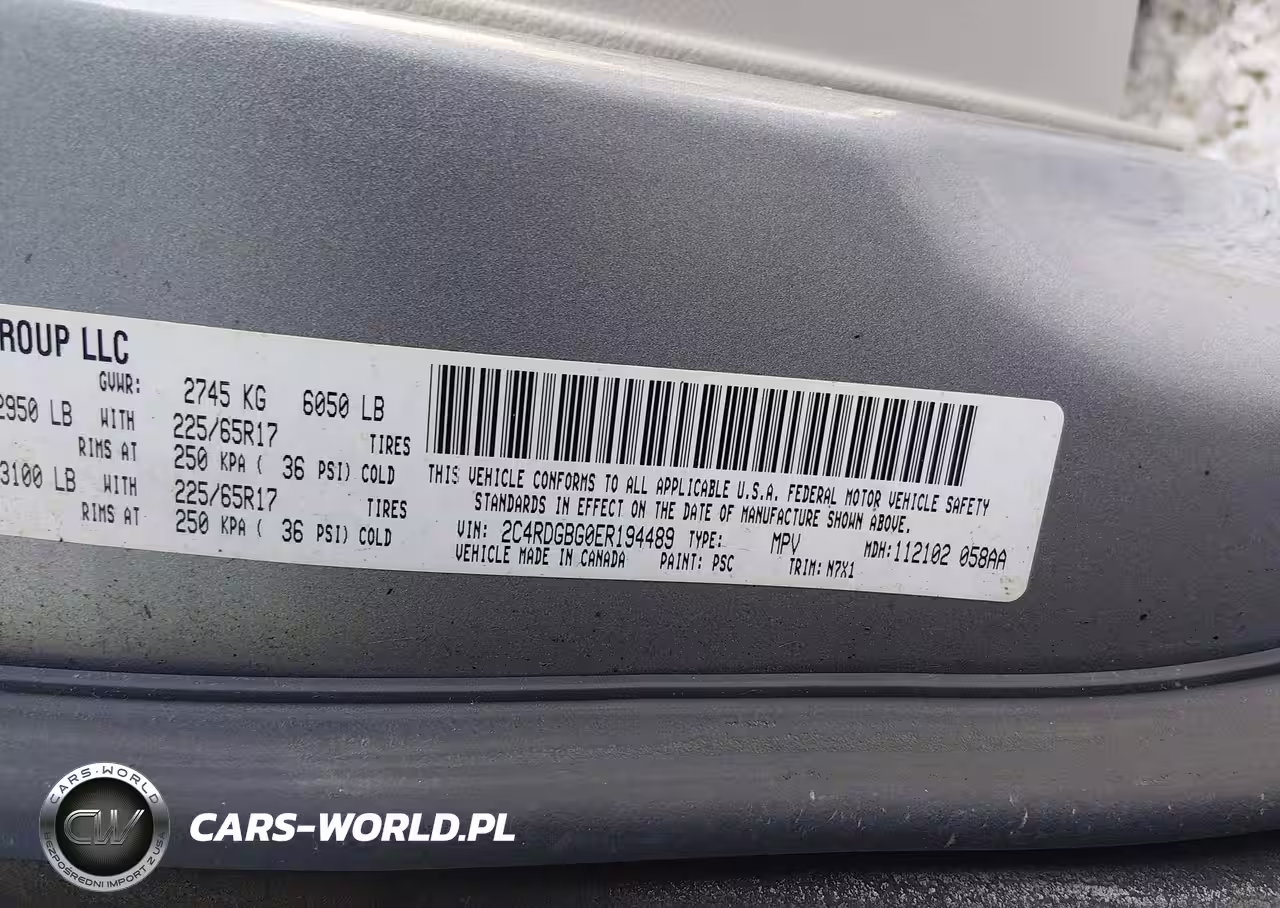 ROUP LLC
GVWR: 2745 KG 6050 LB
2950 LB WITH 225/65R17 TIRES
RIMS AT 250 KPA ( 36 PSI) COLD
3100 LB WITH 225/65R17 TIRES
RIMS AT 250 KPA ( 36 PSI) COLD
THIS VEHICLE CONFORMS TO ALL APPLICABLE U.S.A. FEDERAL MOTOR VEHICLE SAFETY
STANDARDS IN EFFECT ON THE DATE OF MANUFACTURE SHOWN ABOVE.
VIN: 2C4RDGBG0ER194489 TYPE: MPV MDH:112102 058AA
VEHICLE MADE IN CANADA PAINT: PSC TRIM: N7X1
CARS-WORLD
CW
BEZPOŚREDNI IMPORT Z USA
CARS-WORLD.PL